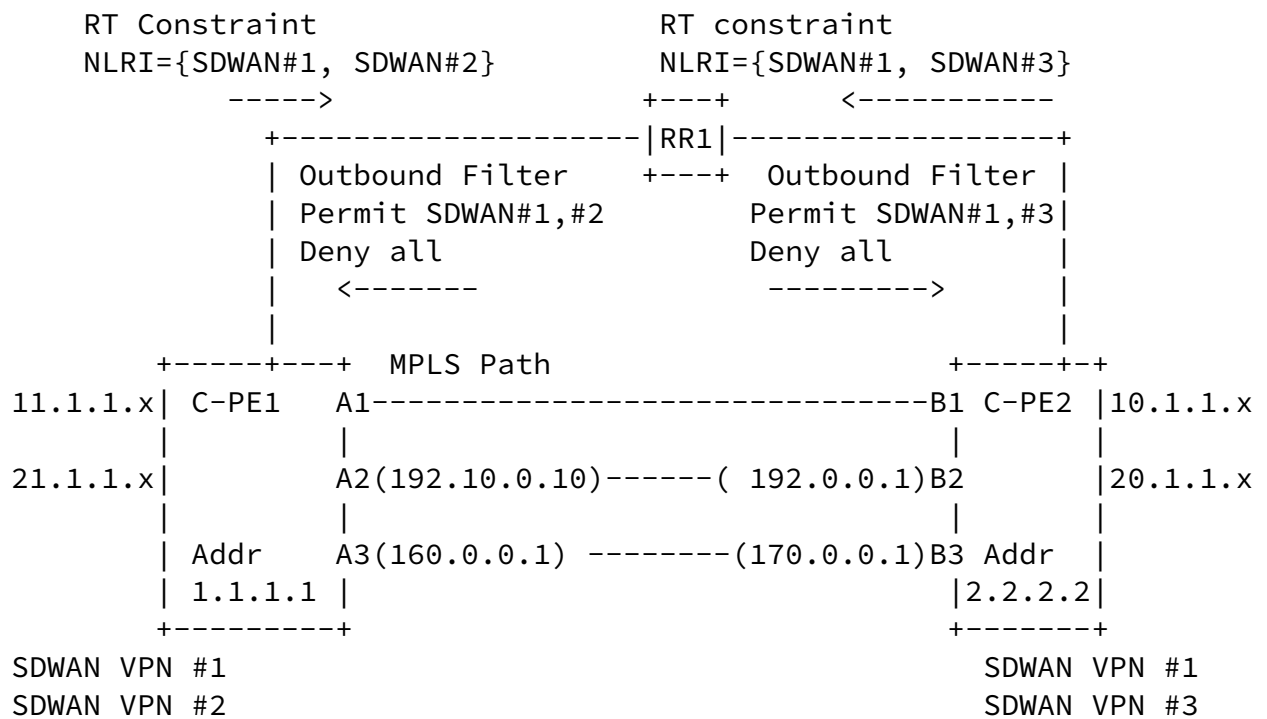 RT Constraint                   RT constraint
NLRI={SDWAN#1, SDWAN#2}         NLRI={SDWAN#1, SDWAN#3}
----->                 +---+      <-----------
+--------------------|RR1|------------------+
| Outbound Filter    +---+  Outbound Filter |
| Permit SDWAN#1,#2        Permit SDWAN#1,#3|
| Deny all                 Deny all         |
|   <-------                --------->      |
|                                           |
+-----+---+  MPLS Path                      +-----+-+
11.1.1.x| C-PE1   A1-------------------------------B1 C-PE2 |10.1.1.x
|         |                                 |       |
21.1.1.x|         A2(192.10.0.10)------( 192.0.0.1)B2       |20.1.1.x
|         |                                 |       |
| Addr    A3(160.0.0.1) --------(170.0.0.1)B3 Addr  |
| 1.1.1.1 |                                 |2.2.2.2|
+---------+                                 +-------+
SDWAN VPN #1                                          SDWAN VPN #1
SDWAN VPN #2                                          SDWAN VPN #3